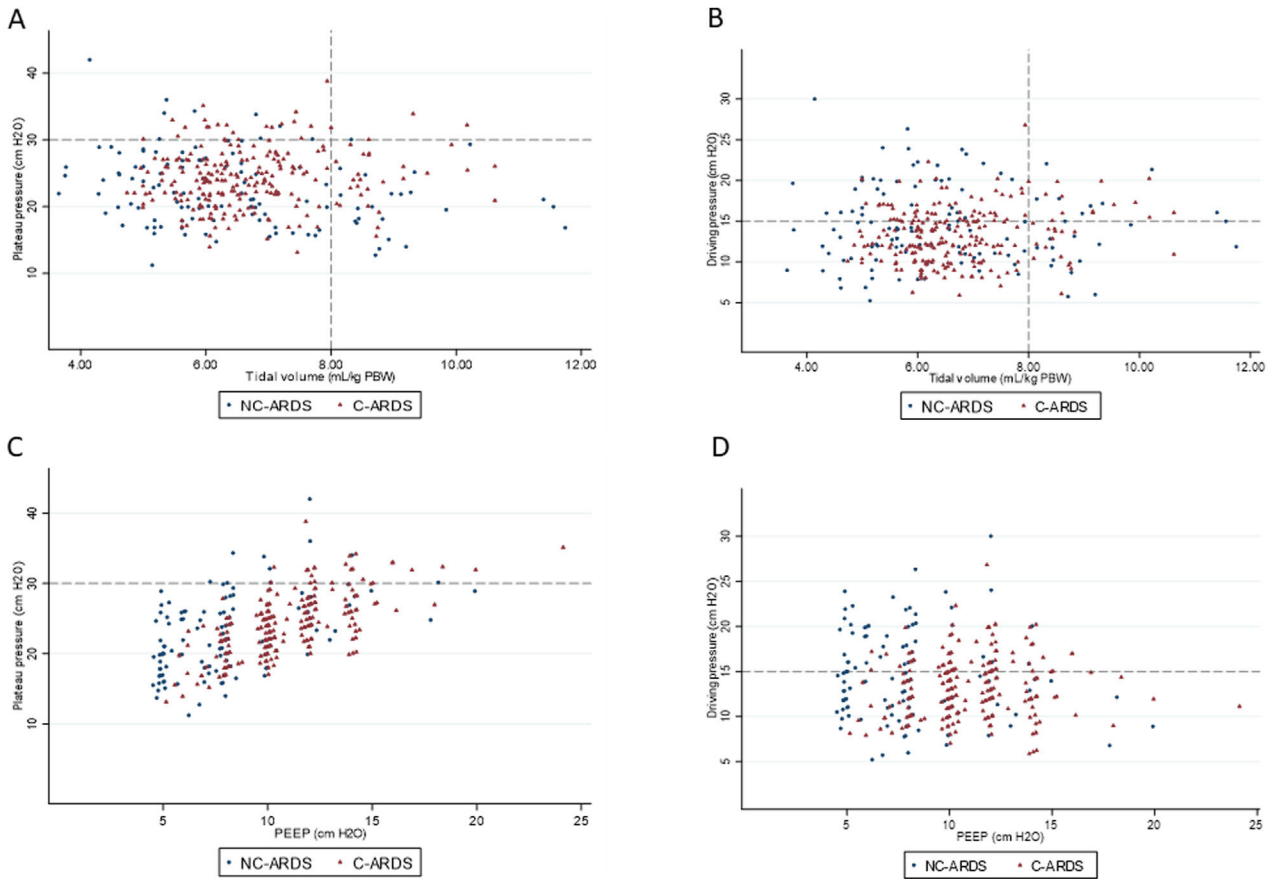 A
Plateau pressure (cm H2O)
40
30
20
10
4.00 6.00 8.00 10.00 12.00
Tidal volume (mL/kg PBW)
NC-ARDS C-ARDS
B
Driving pressure (cm H2O)
30
25
20
15
10
5
4.00 6.00 8.00 10.00 12.00
Tidal volume (mL/kg PBW)
NC-ARDS C-ARDS
C
Plateau pressure (cm H2O)
40
30
20
10
5 10 15 20 25
PEEP (cm H2O)
NC-ARDS C-ARDS
D
Driving pressure (cm H2O)
30
25
20
15
10
5
5 10 15 20 25
PEEP (cm H2O)
NC-ARDS C-ARDS